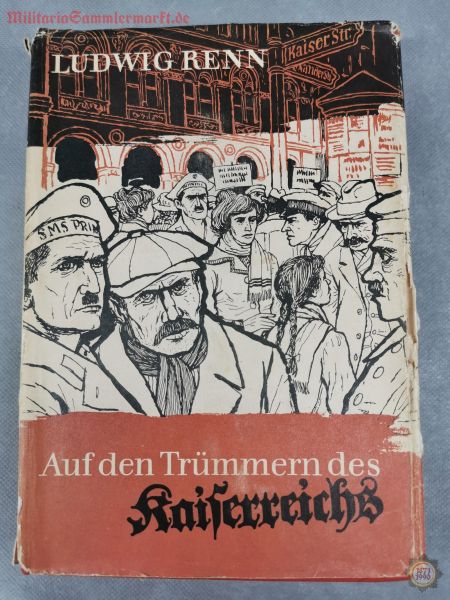 MilitariaSammlermarkt.de
LUDWIG RENN
Kaiser Str.
SMS PRIN
Auf den Trümmern des
Kaiserreichs